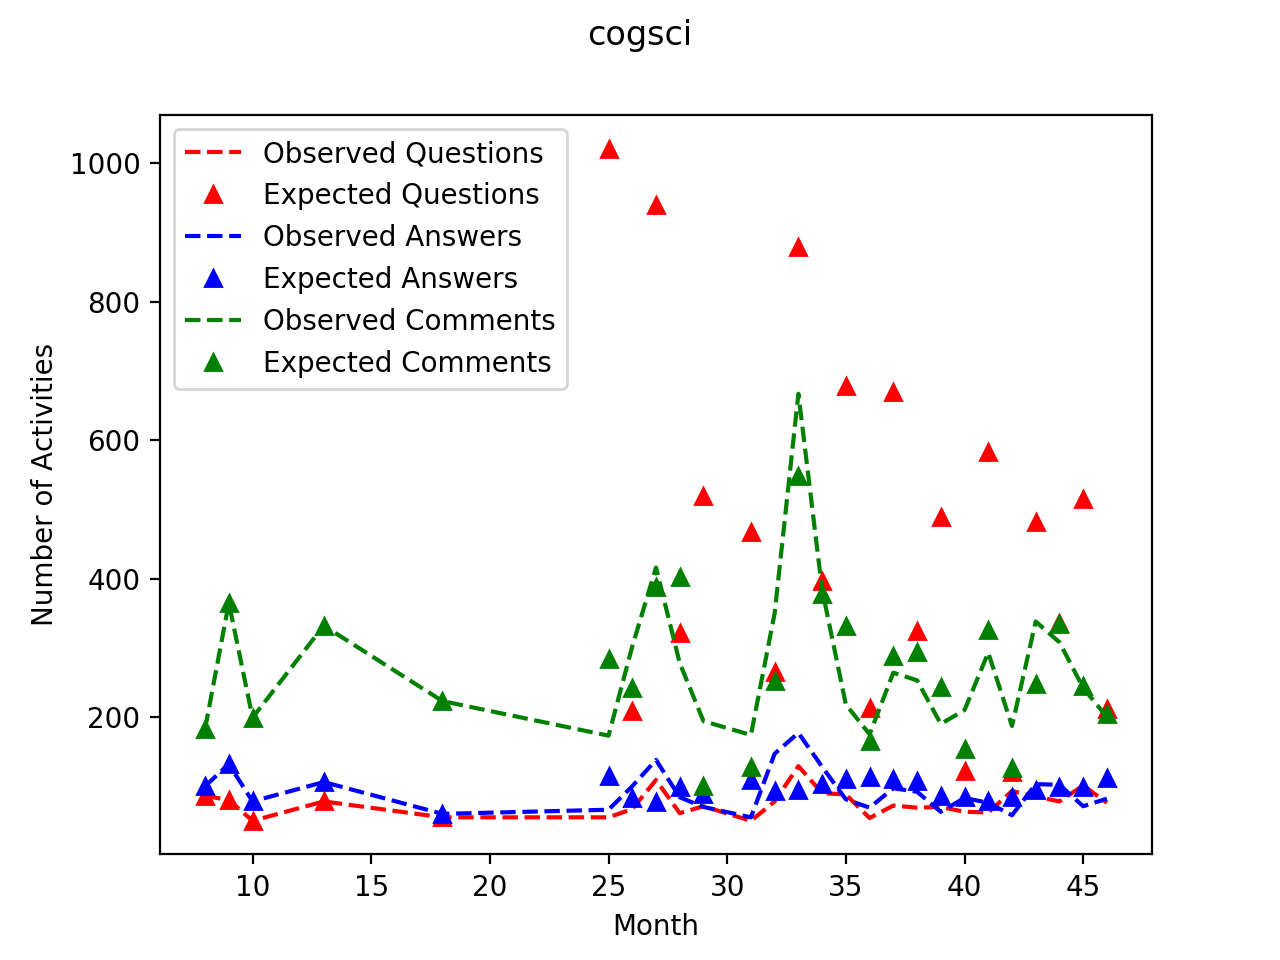 cogsci
Observed Questions
Expected Questions
Observed Answers
Expected Answers
Observed Comments
Expected Comments
1000
800
600
400
200
Number of Activities
10 15 20 25 30 35 40 45
Month